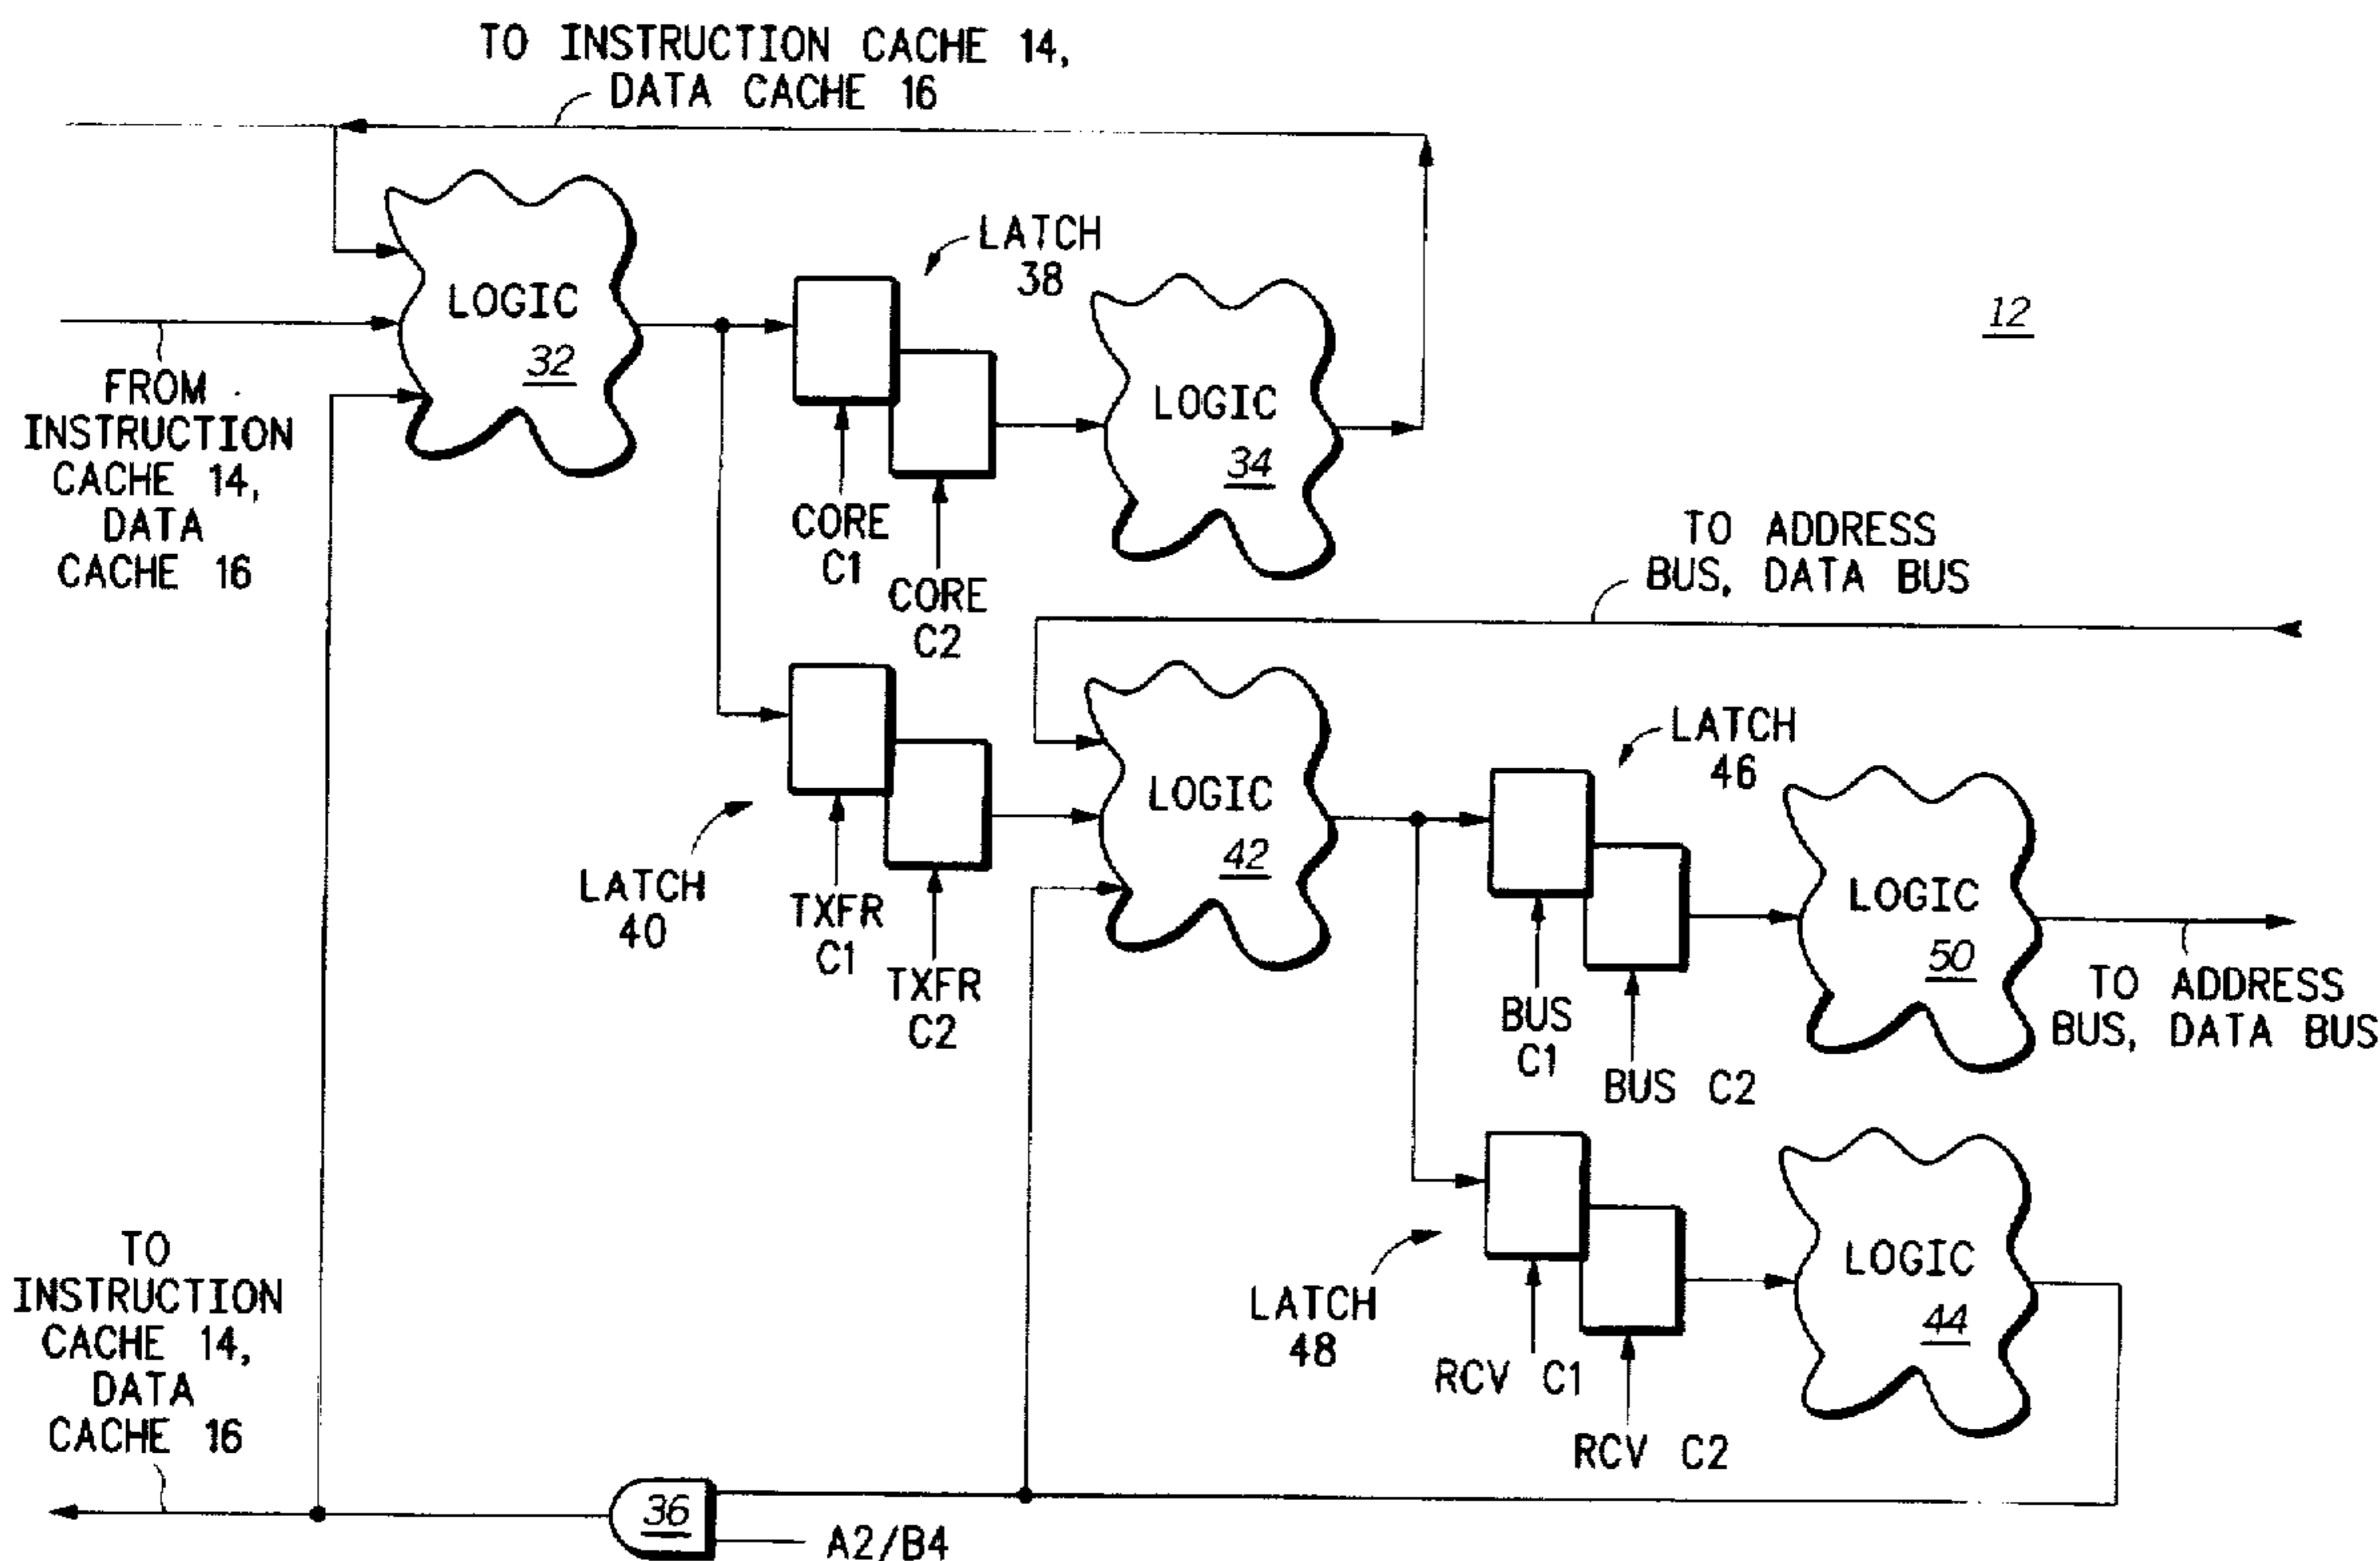 TO INSTRUCTION CACHE 14,
DATA CACHE 16
LATCH
38
LOGIC
32
12
FROM
INSTRUCTION
CACHE 14,
DATA
CACHE 16
LOGIC
34
CORE
C1
CORE
C2
TO ADDRESS
BUS, DATA BUS
LATCH
46
LOGIC
42
LATCH
40
TXFR
C1
TXFR
C2
LOGIC
50
BUS
C1
BUS C2
TO ADDRESS
BUS, DATA BUS
TO
INSTRUCTION
CACHE 14,
DATA
CACHE 16
LATCH
48
LOGIC
44
RCV C1
RCV C2
36
A2/B4